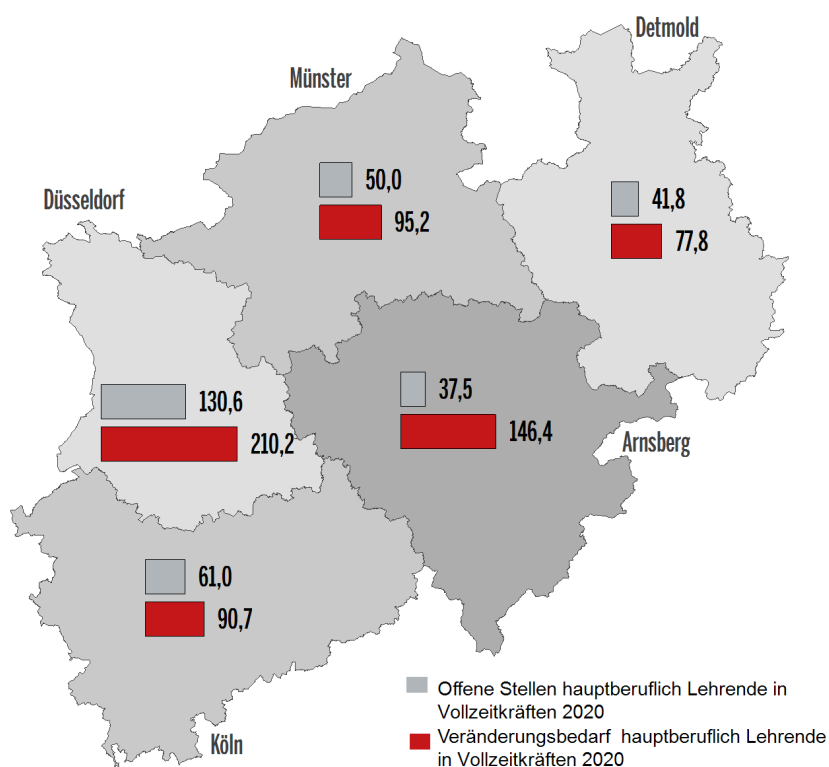 Detmold
Münster
50,0
95,2
41,8
77,8
Düsseldorf
130,6
210,2
37,5
146,4
Arnsberg
61,0
90,7
Köln
Offene Stellen hauptberuflich Lehrende in
Vollzeitkräften 2020
Veränderungsbedarf hauptberuflich Lehrende
in Vollzeitkräften 2020